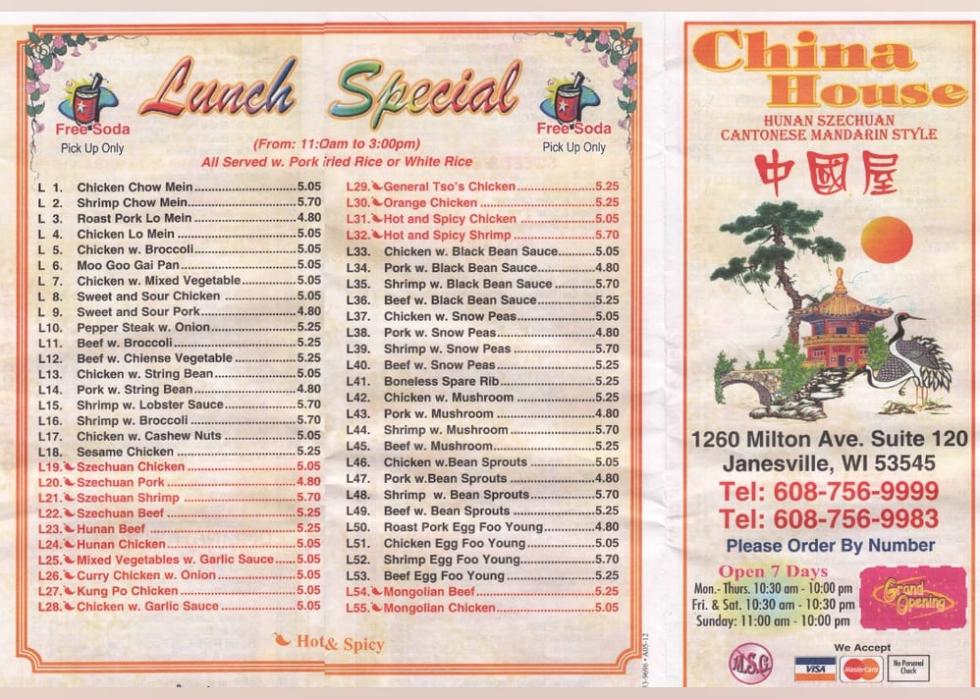 Lunch Special
Free Soda
Pick Up Only
Free Soda
Pick Up Only
(From: 11:0am to 3:00pm)
All Served w. Pork fried Rice or White Rice
L 1. Chicken Chow Mein 5.05
L 2. Shrimp Chow Mein 5.70
L 3. Roast Pork Lo Mein 4.80
L 4. Chicken Lo Mein 5.05
L 5. Chicken w. Broccoli 5.05
L 6. Moo Goo Gai Pan 5.05
L 7. Chicken w. Mixed Vegetable 5.05
L 8. Sweet and Sour Chicken 5.05
L 9. Sweet and Sour Pork 4.80
L10. Pepper Steak w. Onion 5.25
L11. Beef w. Broccoli 5.25
L12. Beef w. Chiense Vegetable 5.25
L13. Chicken w. String Bean 5.05
L14. Pork w. String Bean 4.80
L15. Shrimp w. Lobster Sauce 5.70
L16. Shrimp w. Broccoli 5.70
L17. Chicken w. Cashew Nuts 5.05
L18. Sesame Chicken 5.25
L19. Szechuan Chicken 5.05
L20. Szechuan Pork 4.80
L21. Szechuan Shrimp 5.70
L22. Szechuan Beef 5.25
L23. Hunan Beef 5.25
L24. Hunan Chicken 5.05
L25. Mixed Vegetables w. Garlic Sauce 5.05
L26. Curry Chicken w. Onion 5.05
L27. Kung Po Chicken 5.05
L28. Chicken w. Garlic Sauce 5.05
L29. General Tso's Chicken 5.25
L30. Orange Chicken 5.25
L31. Hot and Spicy Chicken 5.05
L32. Hot and Spicy Shrimp 5.70
L33. Chicken w. Black Bean Sauce 5.05
L34. Pork w. Black Bean Sauce 4.80
L35. Shrimp w. Black Bean Sauce 5.70
L36. Beef w. Black Bean Sauce 5.25
L37. Chicken w. Snow Peas 5.05
L38. Pork w. Snow Peas 4.80
L39. Shrimp w. Snow Peas 5.70
L40. Beef w. Snow Peas 5.25
L41. Boneless Spare Rib 5.25
L42. Chicken w. Mushroom 5.25
L43. Pork w. Mushroom 4.80
L44. Shrimp w. Mushroom 5.70
L45. Beef w. Mushroom 5.25
L46. Chicken w.Bean Sprouts 5.05
L47. Pork w.Bean Sprouts 4.80
L48. Shrimp w. Bean Sprouts 5.70
L49. Beef w. Bean Sprouts 5.25
L50. Roast Pork Egg Foo Young 4.80
L51. Chicken Egg Foo Young 5.05
L52. Shrimp Egg Foo Young 5.70
L53. Beef Egg Foo Young 5.25
L54. Mongolian Beef 5.25
L55. Mongolian Chicken 5.05
Hot & Spicy
China
House
HUNAN SZECHUAN
CANTONESE MANDARIN STYLE
中國屋
1260 Milton Ave. Suite 120
Janesville, WI 53545
Tel: 608-756-9999
Tel: 608-756-9983
Please Order By Number
Open 7 Days
Mon.- Thurs. 10:30 am - 10:00 pm
Fri. & Sat. 10:30 am - 10:30 pm
Sunday: 11:00 am - 10:00 pm
Grand
Opening
M.S.G
We Accept
VISA
MasterCard
No Personal
Check